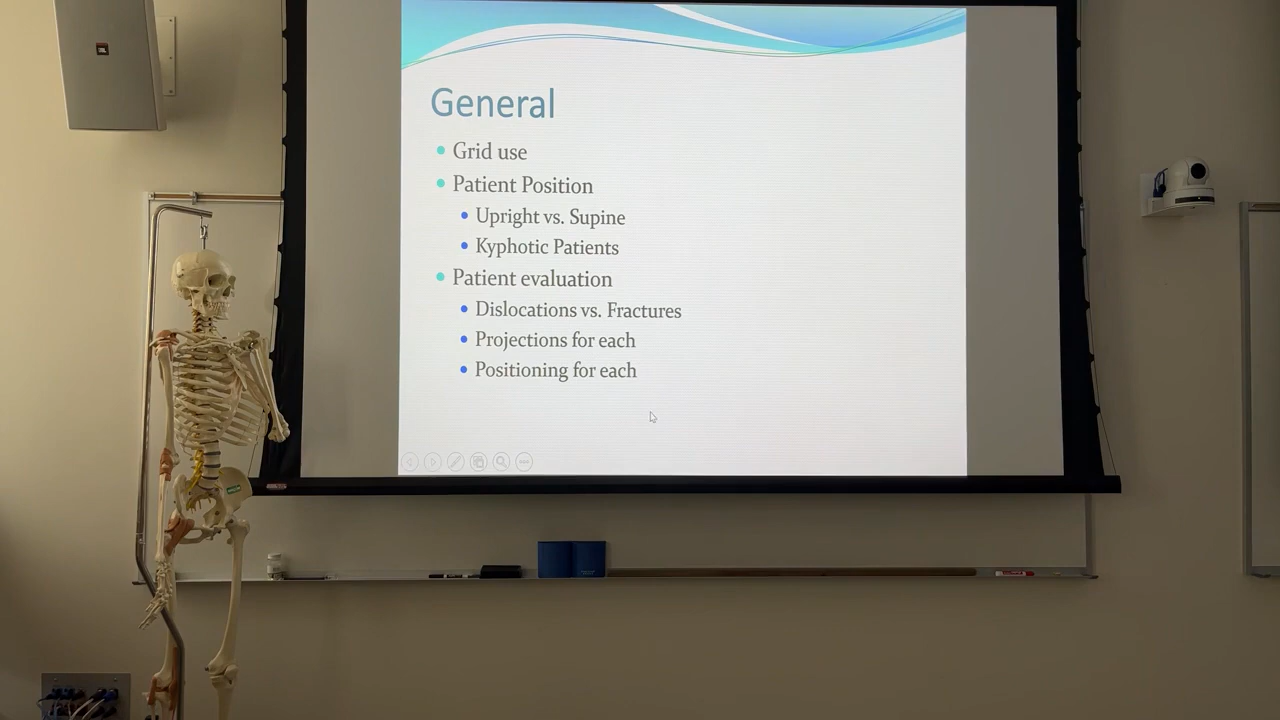 JBL
General
Grid use
Patient Position
Upright vs. Supine
Kyphotic Patients
Patient evaluation
Dislocations vs. Fractures
Projections for each
Positioning for each